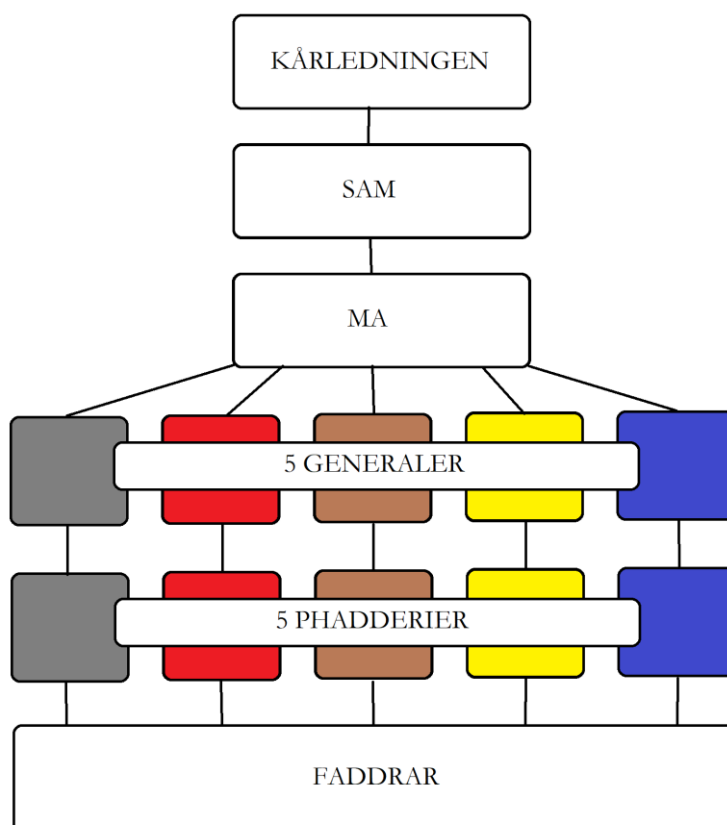 KÅRLEDNINGEN
SAM
MA
5 GENERALER
5 PHADDERIER
FADDRAR